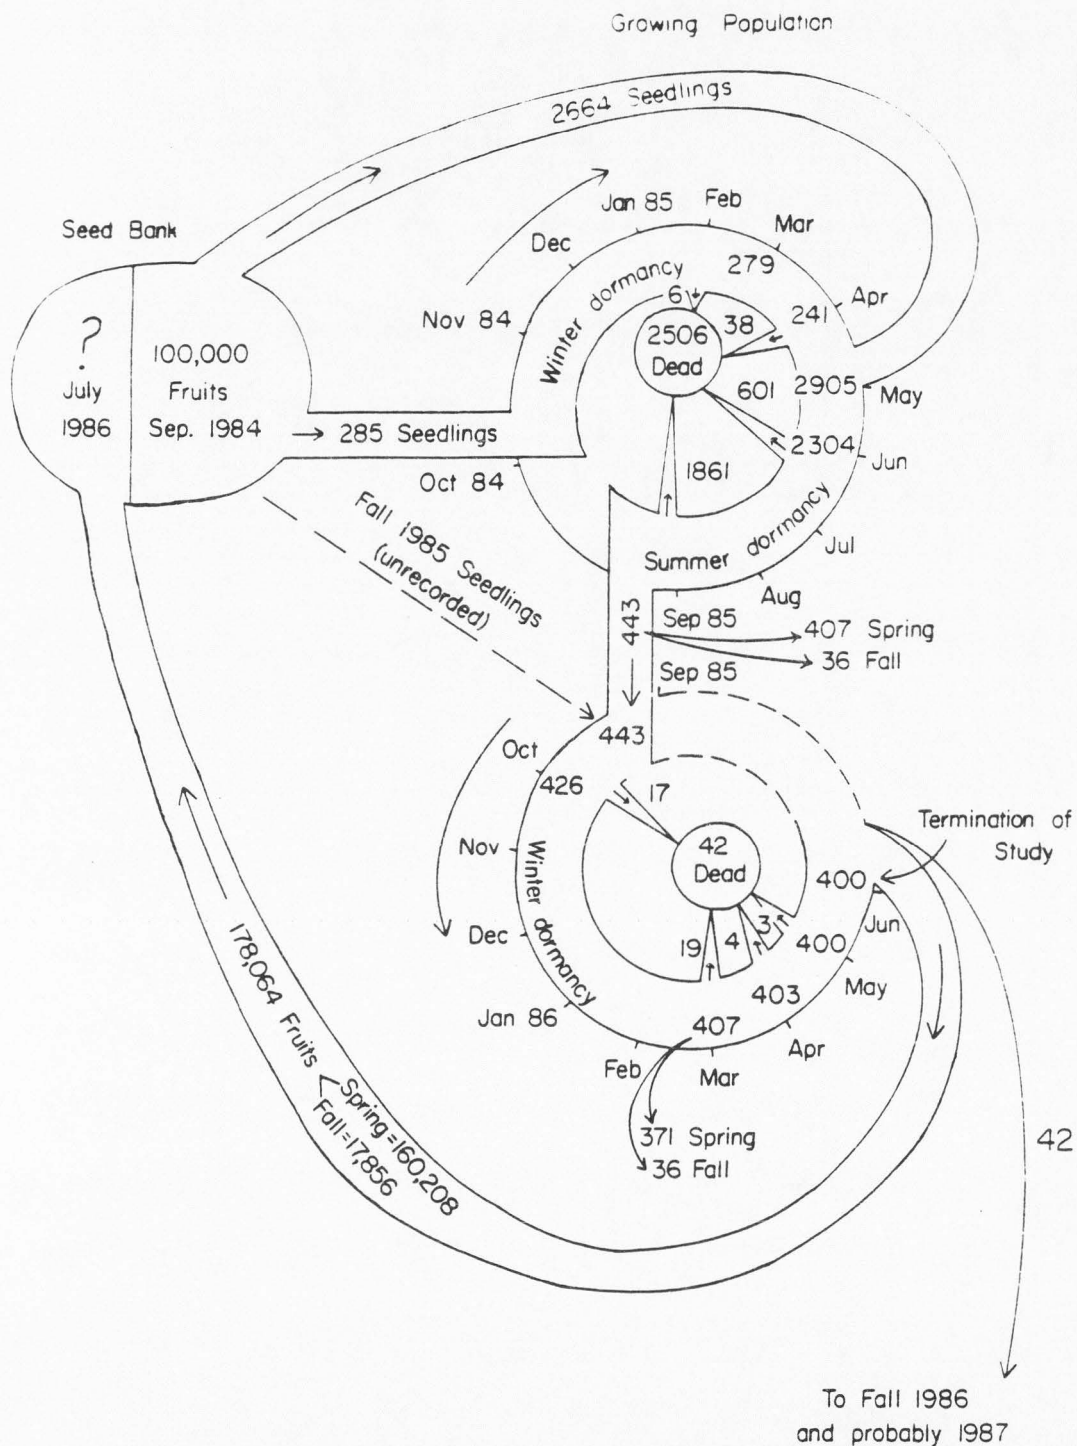 Growing Population
2664 Seedlings
Seed Bank
?
July
1986
100,000
Fruits
Sep. 1984
→ 285 Seedlings
Oct 84
Nov 84
Dec
Jan 85
Feb
Mar
Apr
May
Jun
Jul
Aug
Sep 85
Winter dormancy
279
241
2905
2304
6
38
601
1861
2506
Dead
Summer dormancy
Fall 1985 Seedlings
(unrecorded)
443
407 Spring
36 Fall
Sep 85
443
Oct
426
17
Nov
Dec
Jan 86
Feb
Mar
Apr
May
Jun
Winter dormancy
42
Dead
19
4
3
407
403
400
400
Termination of
Study
371 Spring
36 Fall
178,064 Fruits
Spring=160,208
Fall=17,856
42
To Fall 1986
and probably 1987